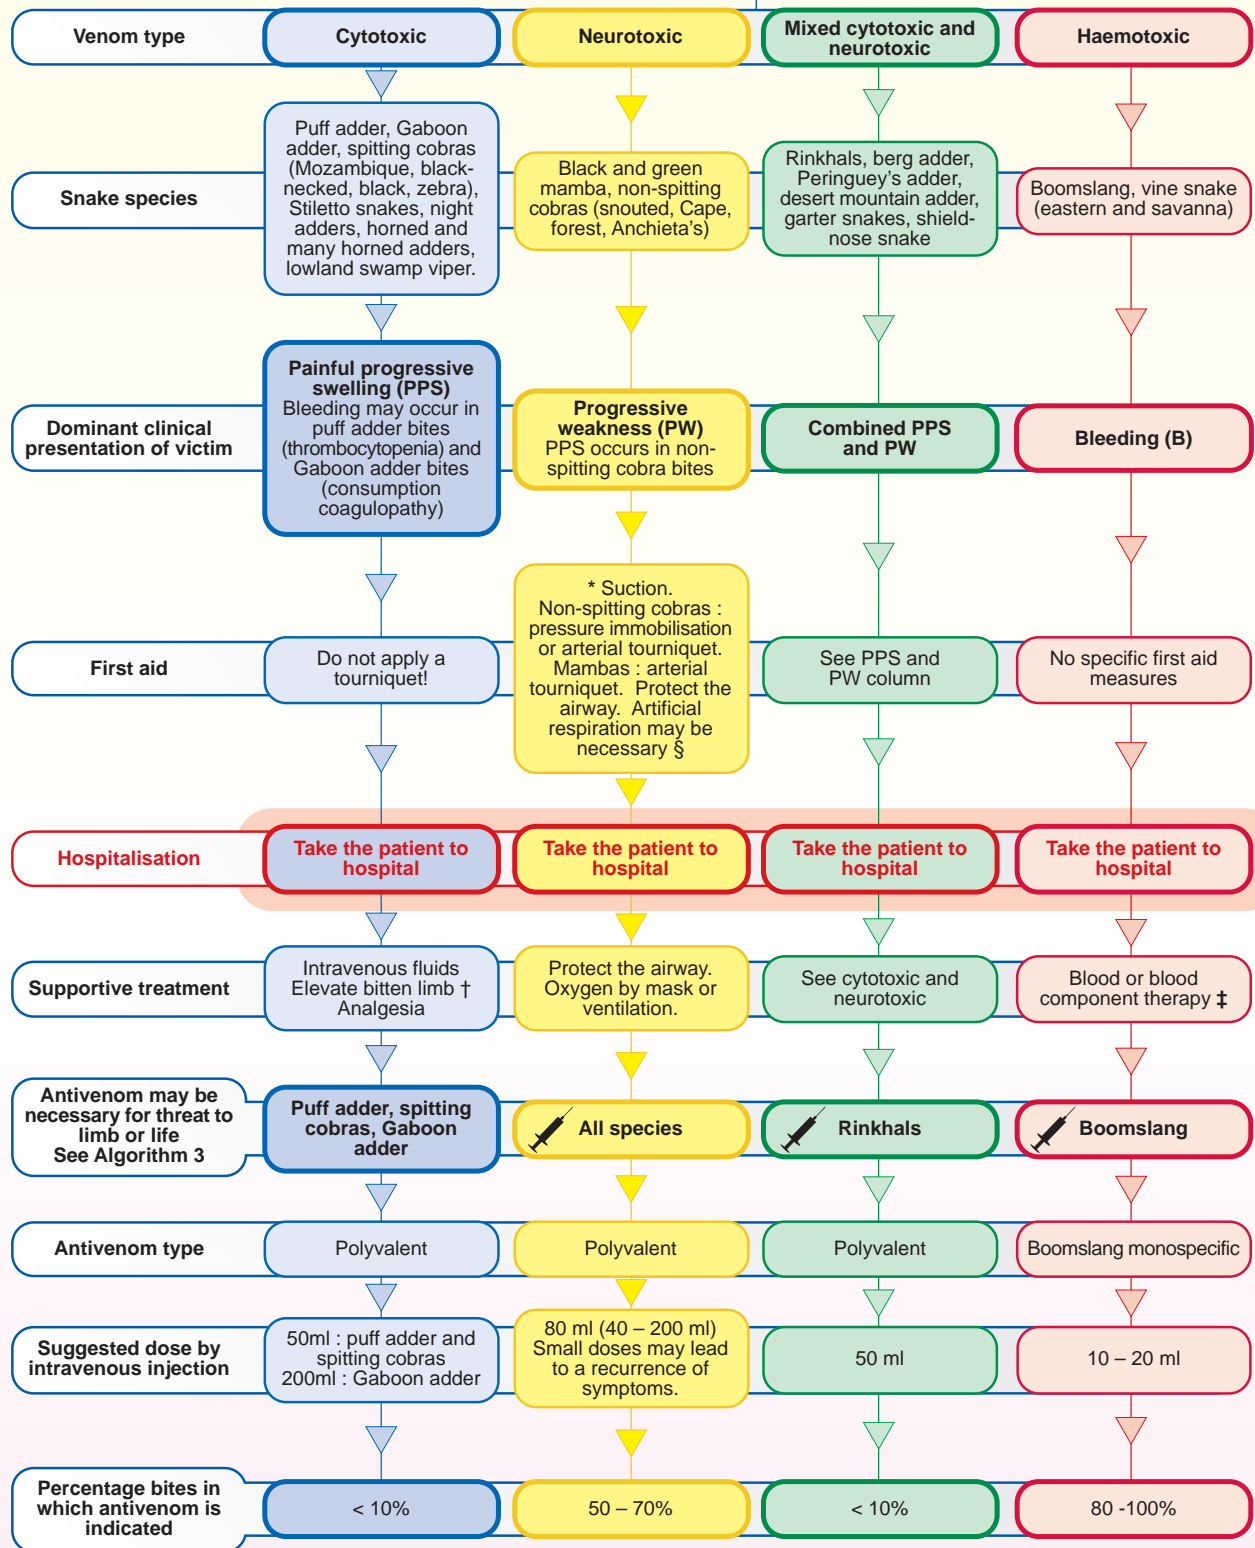 Venom type
Cytotoxic
Neurotoxic
Mixed cytotoxic and
neurotoxic
Haemotoxic
Snake species
Puff adder, Gaboon
adder, spitting cobras
(Mozambique, black-
necked, black, zebra),
Stiletto snakes, night
adders, horned and
many horned adders,
lowland swamp viper.
Black and green
mamba, non-spitting
cobras (snouted, Cape,
forest, Anchieta's)
Rinkhals, berg adder,
Peringuey's adder,
desert mountain adder,
garter snakes, shield-
nose snake
Boomslang, vine snake
(eastern and savanna)
Dominant clinical
presentation of victim
Painful progressive
swelling (PPS)
Bleeding may occur in
puff adder bites
(thrombocytopenia) and
Gaboon adder bites
(consumption
coagulopathy)
Progressive
weakness (PW)
PPS occurs in non-
spitting cobra bites
Combined PPS
and PW
Bleeding (B)
First aid
Do not apply a
tourniquet!
* Suction.
Non-spitting cobras :
pressure immobilisation
or arterial tourniquet.
Mambas : arterial
tourniquet. Protect the
airway. Artificial
respiration may be
necessary §
See PPS and
PW column
No specific first aid
measures
Hospitalisation
Take the patient to
hospital
Take the patient to
hospital
Take the patient to
hospital
Take the patient to
hospital
Supportive treatment
Intravenous fluids
Elevate bitten limb †
Analgesia
Protect the airway.
Oxygen by mask or
ventilation.
See cytotoxic and
neurotoxic
Blood or blood
component therapy ‡
Antivenom may be
necessary for threat to
limb or life
See Algorithm 3
Puff adder, spitting
cobras, Gaboon
adder
All species
Rinkhals
Boomslang
Antivenom type
Polyvalent
Polyvalent
Polyvalent
Boomslang monospecific
Suggested dose by
intravenous injection
50ml : puff adder and
spitting cobras
200ml : Gaboon adder
80 ml (40 – 200 ml)
Small doses may lead
to a recurrence of
symptoms.
50 ml
10 – 20 ml
Percentage bites in
which antivenom is
indicated
< 10%
50 – 70%
< 10%
80 -100%